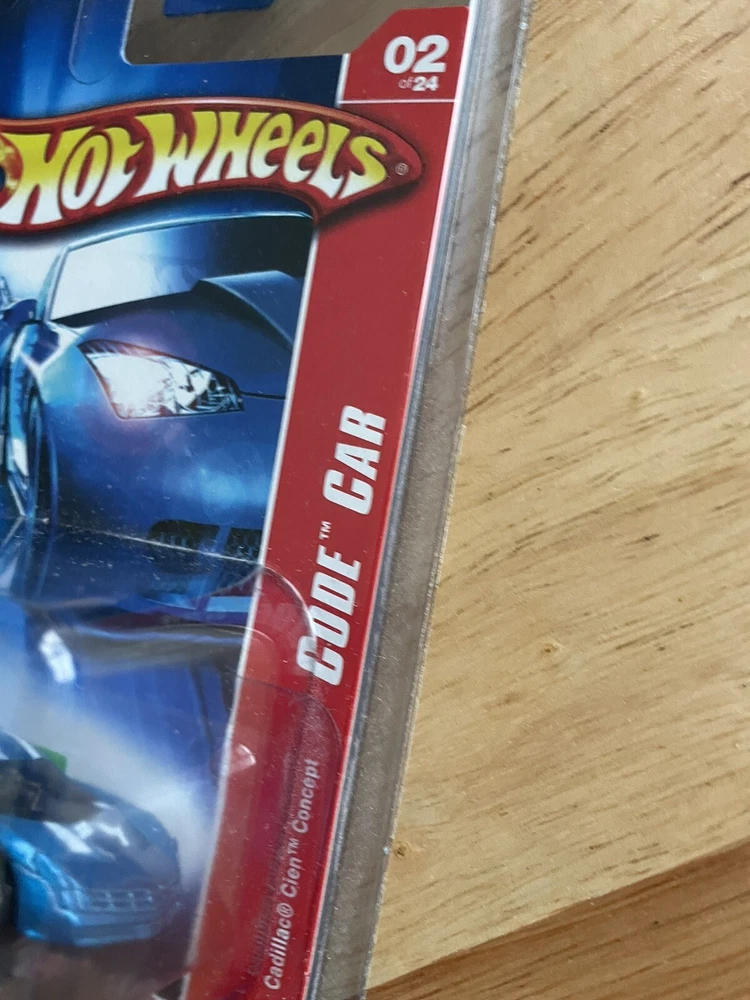 02
of 24
HOT WHEELS®
CODE™ CAR
Cadillac® Cien™ Concept